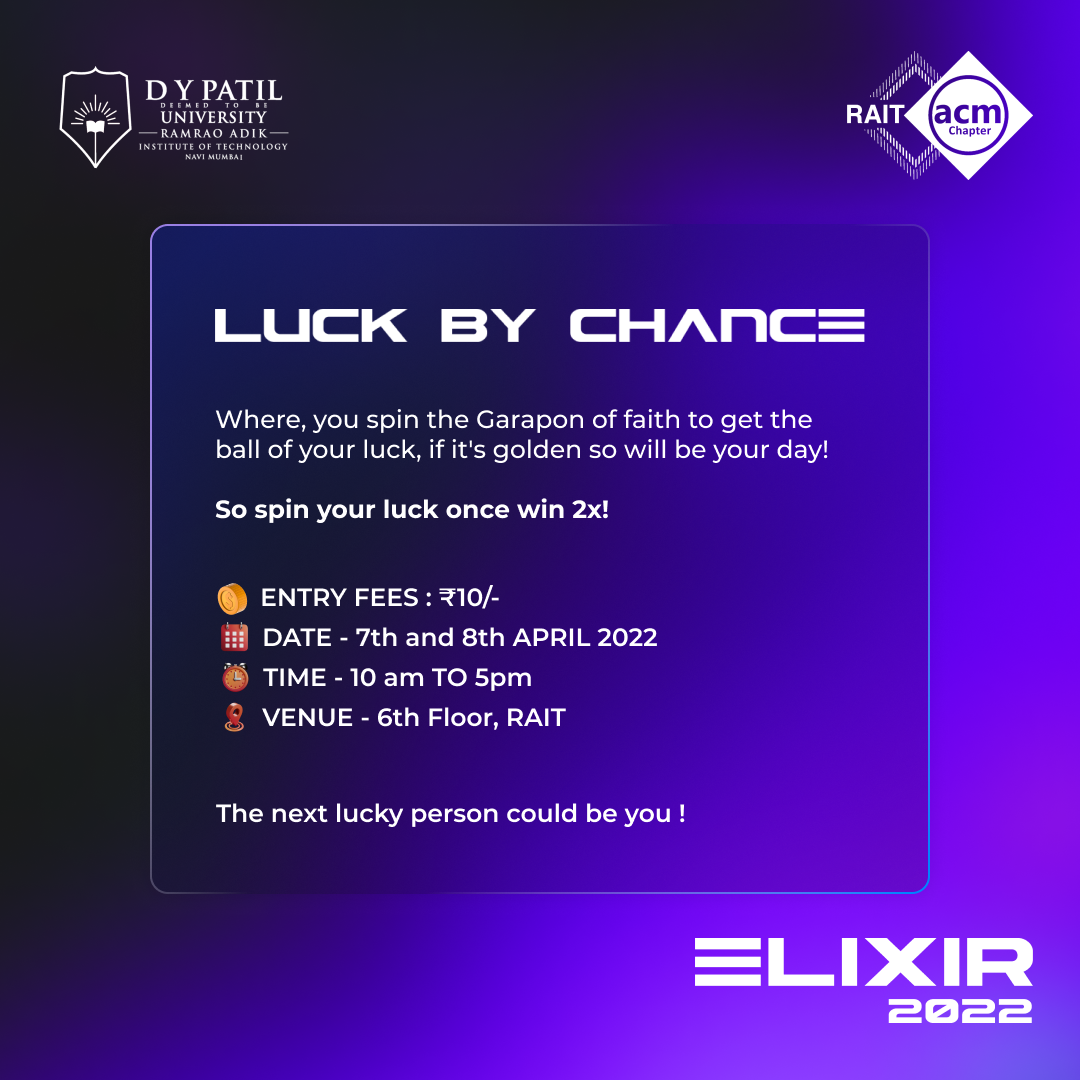 D Y PATIL
DEEMED TO BE
UNIVERSITY
RAMRAO ADIK
INSTITUTE OF TECHNOLOGY
NAVI MUMBAI
RAIT
acm
Chapter
LUCK BY CHANCE
Where, you spin the Garapon of faith to get the
ball of your luck, if it's golden so will be your day!
So spin your luck once win 2x!
ENTRY FEES : ₹10/-
DATE - 7th and 8th APRIL 2022
TIME - 10 am TO 5pm
VENUE - 6th Floor, RAIT
The next lucky person could be you !
ELIXIR
2022